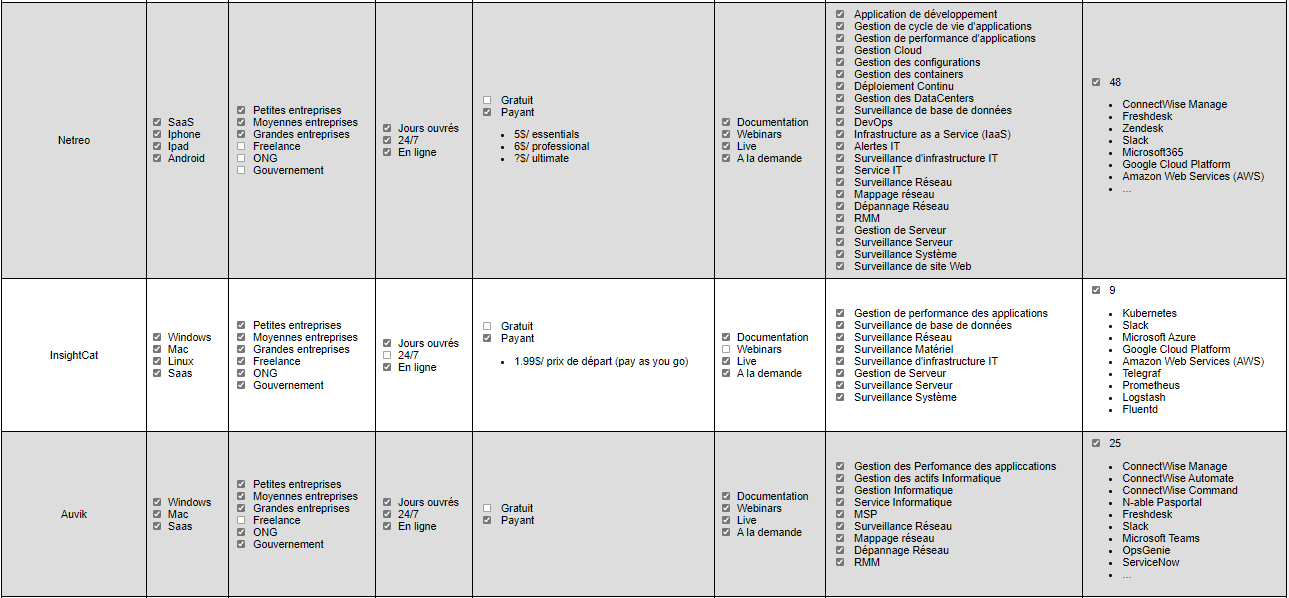 Netreo
SaaS
Iphone
Ipad
Android
Petites entreprises
Moyennes entreprises
Grandes entreprises
Freelance
ONG
Gouvernement
Jours ouvrés
24/7
En ligne
Gratuit
Payant
5$/ essentials
6$/ professional
?$/ ultimate
Documentation
Webinars
Live
A la demande
Application de développement
Gestion de cycle de vie d'applications
Gestion de performance d'applications
Gestion Cloud
Gestion des configurations
Gestion des containers
Déploiement Continu
Gestion des DataCenters
Surveillance de base de données
DevOps
Infrastructure as a Service (IaaS)
Alertes IT
Surveillance d'infrastructure IT
Service IT
Surveillance Réseau
Mappage réseau
Dépannage Réseau
RMM
Gestion de Serveur
Surveillance Serveur
Surveillance Système
Surveillance de site Web
48
ConnectWise Manage
Freshdesk
Zendesk
Slack
Microsoft365
Google Cloud Platform
Amazon Web Services (AWS)
...
InsightCat
Windows
Mac
Linux
Saas
Petites entreprises
Moyennes entreprises
Grandes entreprises
Freelance
ONG
Gouvernement
Jours ouvrés
24/7
En ligne
Gratuit
Payant
1.99$/ prix de départ (pay as you go)
Documentation
Webinars
Live
A la demande
Gestion de performance des applications
Surveillance de base de données
Surveillance Réseau
Surveillance Matériel
Surveillance d'infrastructure IT
Gestion de Serveur
Surveillance Serveur
Surveillance Système
9
Kubernetes
Slack
Microsoft Azure
Google Cloud Platform
Amazon Web Services (AWS)
Telegraf
Prometheus
Logstash
Fluentd
Auvik
Windows
Mac
Saas
Petites entreprises
Moyennes entreprises
Grandes entreprises
Freelance
ONG
Gouvernement
Jours ouvrés
24/7
En ligne
Gratuit
Payant
Documentation
Webinars
Live
A la demande
Gestion des Perfomance des appliccations
Gestion des actifs Informatique
Gestion Informatique
Service Informatique
MSP
Surveillance Réseau
Mappage réseau
Dépannage Réseau
RMM
25
ConnectWise Manage
ConnectWise Automate
ConnectWise Command
N-able Pasportal
Freshdesk
Slack
Microsoft Teams
OpsGenie
ServiceNow
...